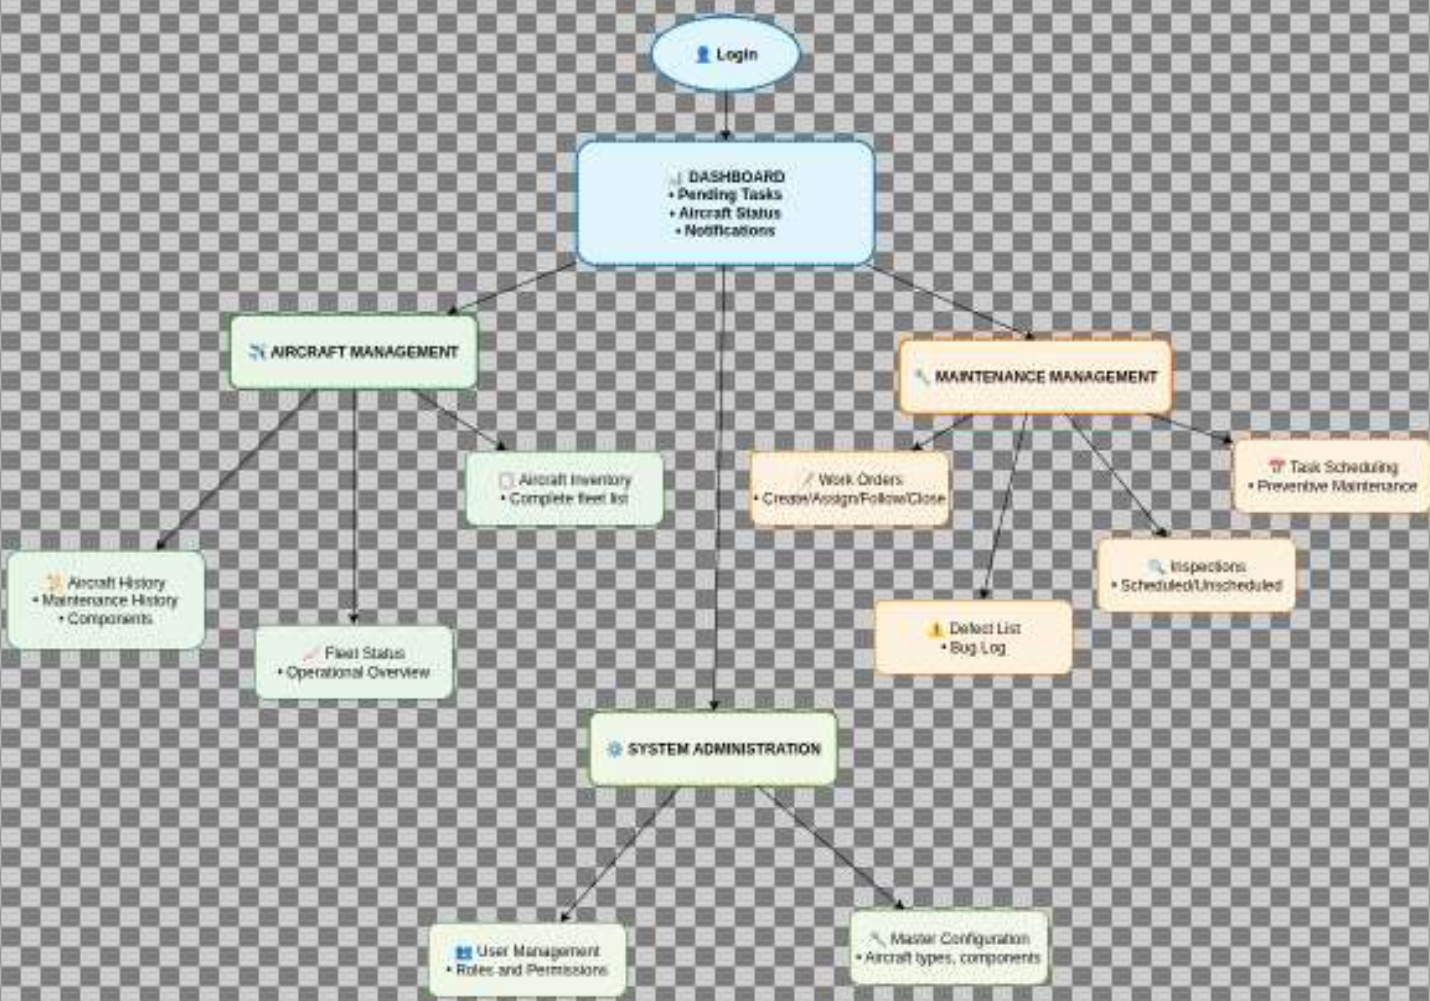 Login
DASHBOARD
• Pending Tasks
• Aircraft Status
• Notifications
AIRCRAFT MANAGEMENT
MAINTENANCE MANAGEMENT
Aircraft Inventory
• Complete fleet list
Work Orders
• Create/Assign/Follow/Close
Task Scheduling
• Preventive Maintenance
Aircraft History
• Maintenance History
• Components
Inspections
• Scheduled/Unscheduled
Fleet Status
• Operational Overview
Defect List
• Bug Log
SYSTEM ADMINISTRATION
User Management
• Roles and Permissions
Master Configuration
• Aircraft types, components